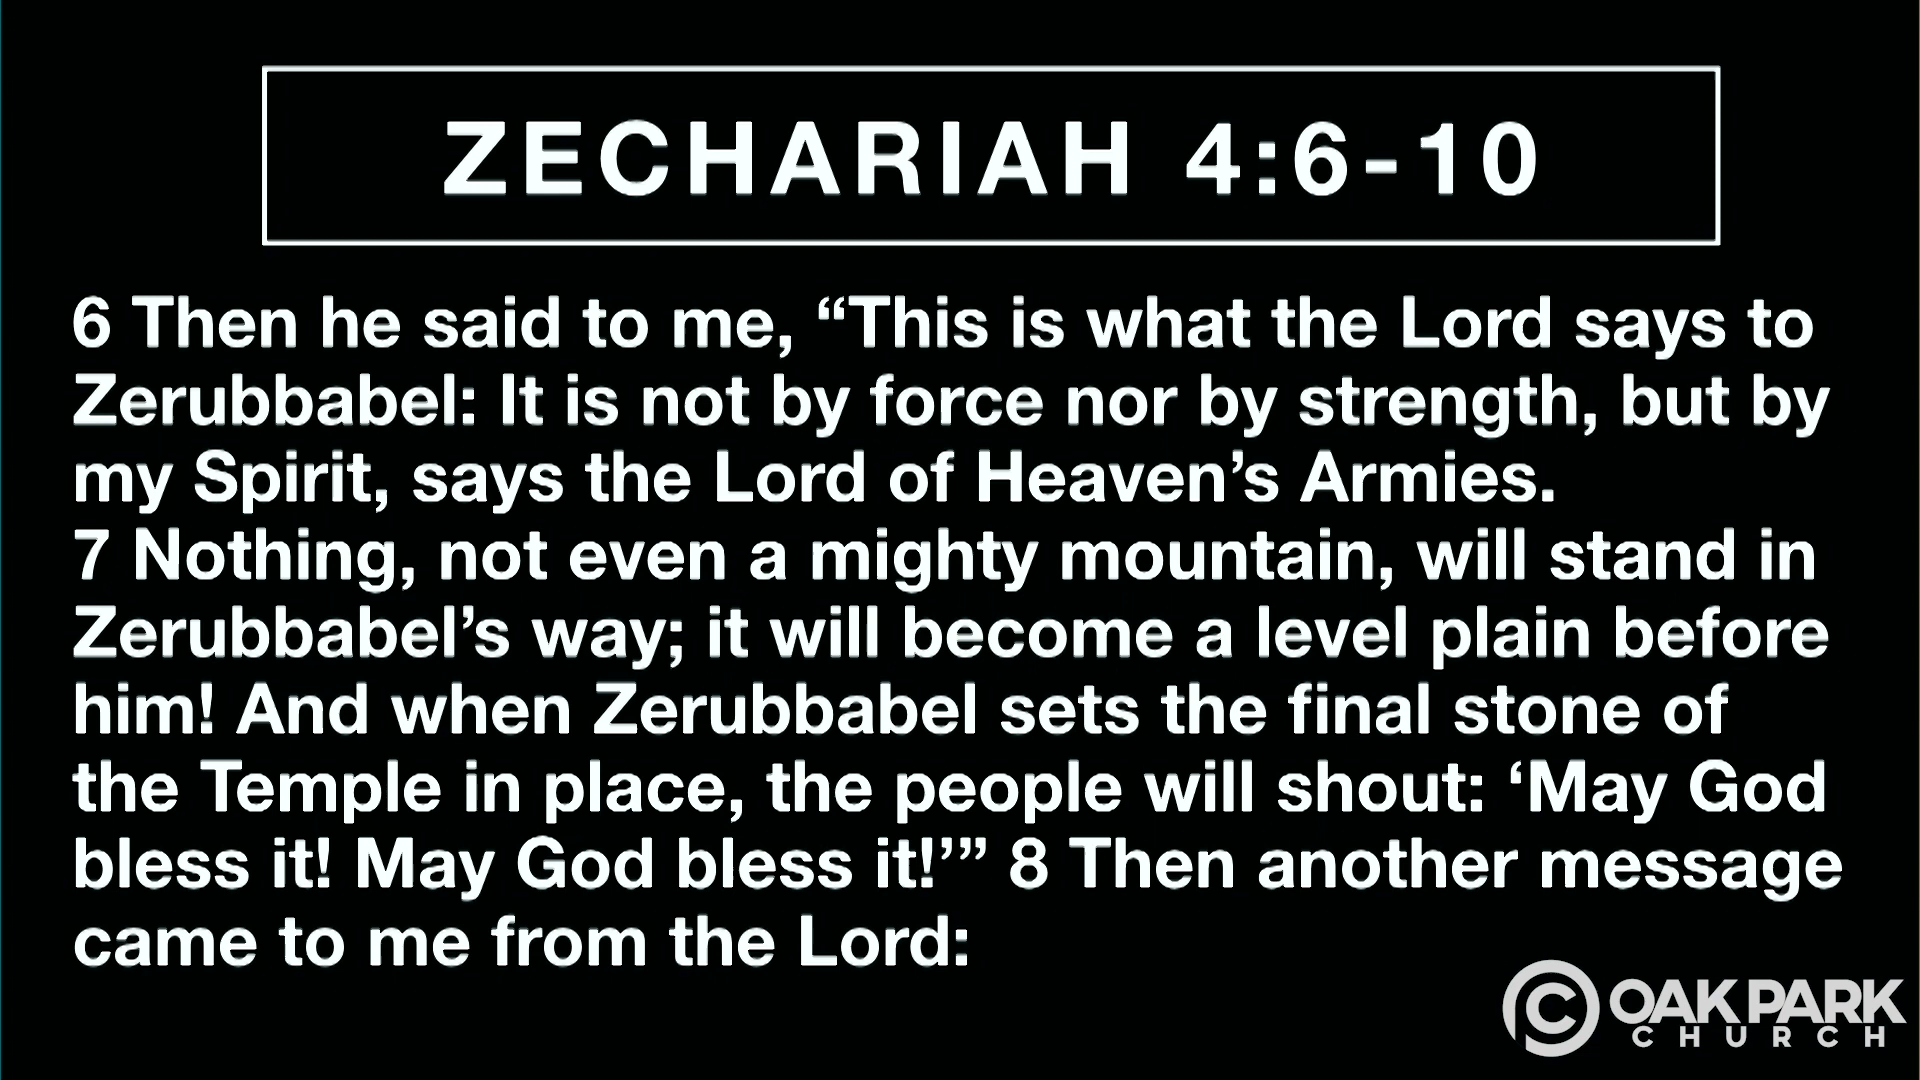 ZECHARIAH 4:6-10
6 Then he said to me, “This is what the Lord says to
Zerubbabel: It is not by force nor by strength, but by
my Spirit, says the Lord of Heaven’s Armies.
7 Nothing, not even a mighty mountain, will stand in
Zerubbabel’s way; it will become a level plain before
him! And when Zerubbabel sets the final stone of
the Temple in place, the people will shout: ‘May God
bless it! May God bless it!’” 8 Then another message
came to me from the Lord:
OAK PARK
CHURCH